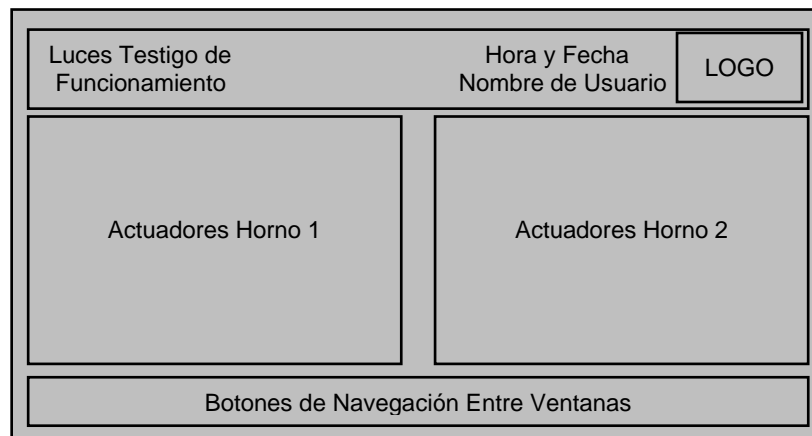 Luces Testigo de
Funcionamiento
Hora y Fecha
Nombre de Usuario
LOGO
Actuadores Horno 1
Actuadores Horno 2
Botones de Navegación Entre Ventanas